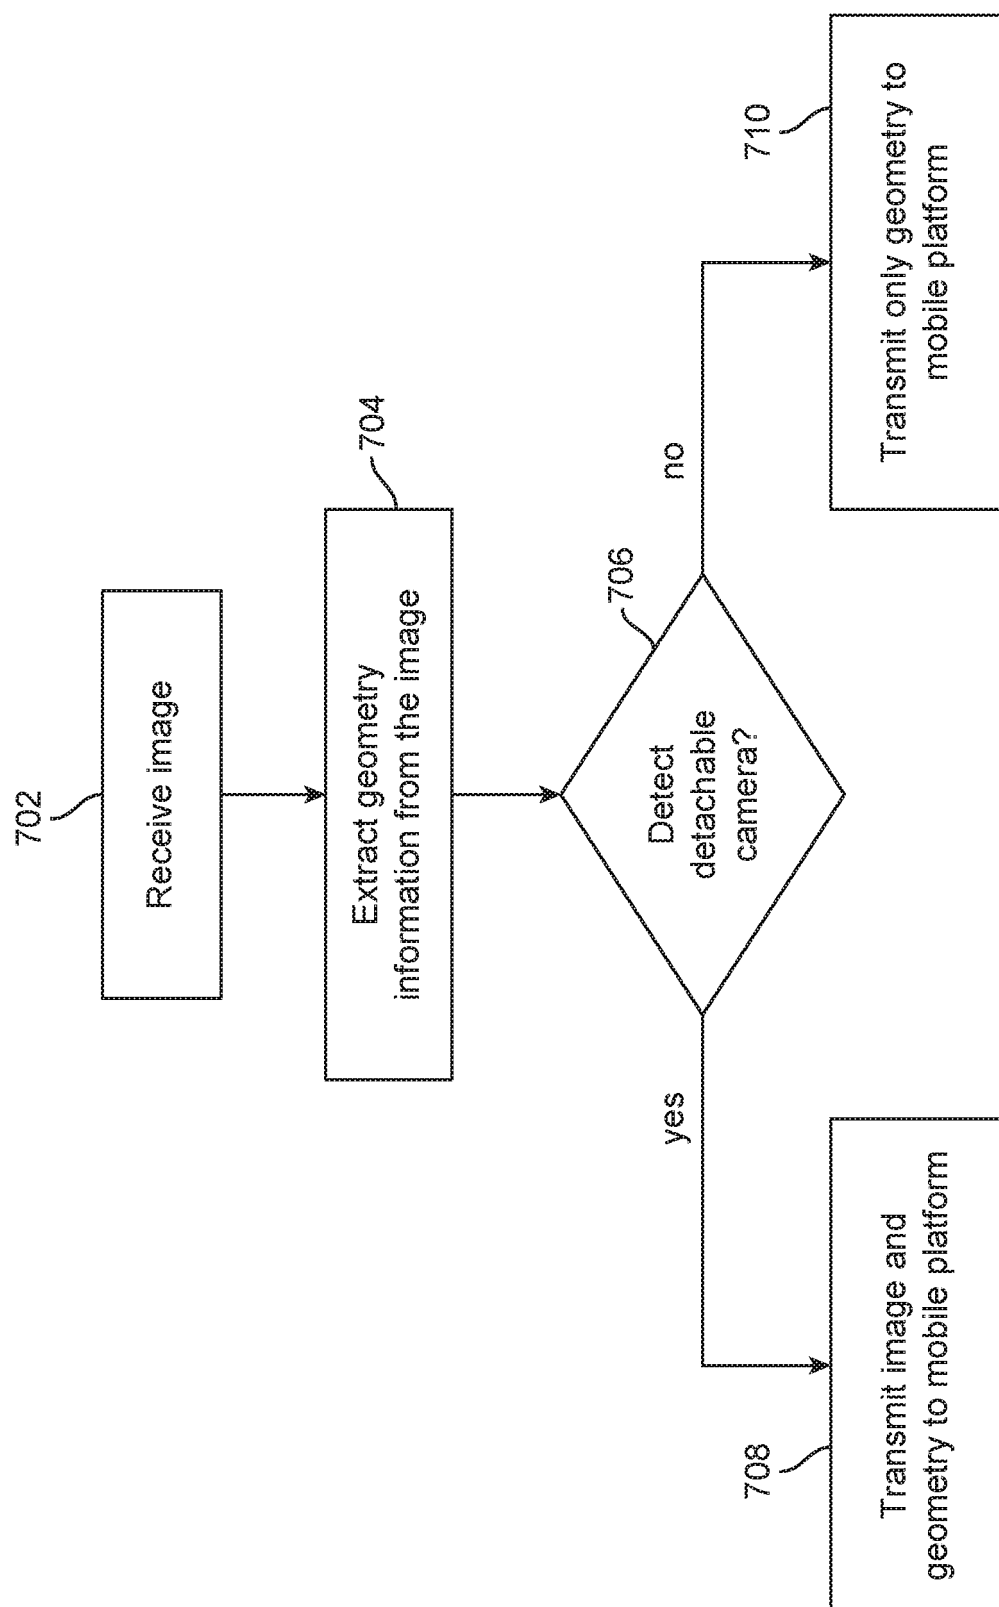 702
Receive image
704
Extract geometry
information from the image
706
Detect
detachable
camera?
yes
no
708
Transmit image and
geometry to mobile platform
710
Transmit only geometry to
mobile platform